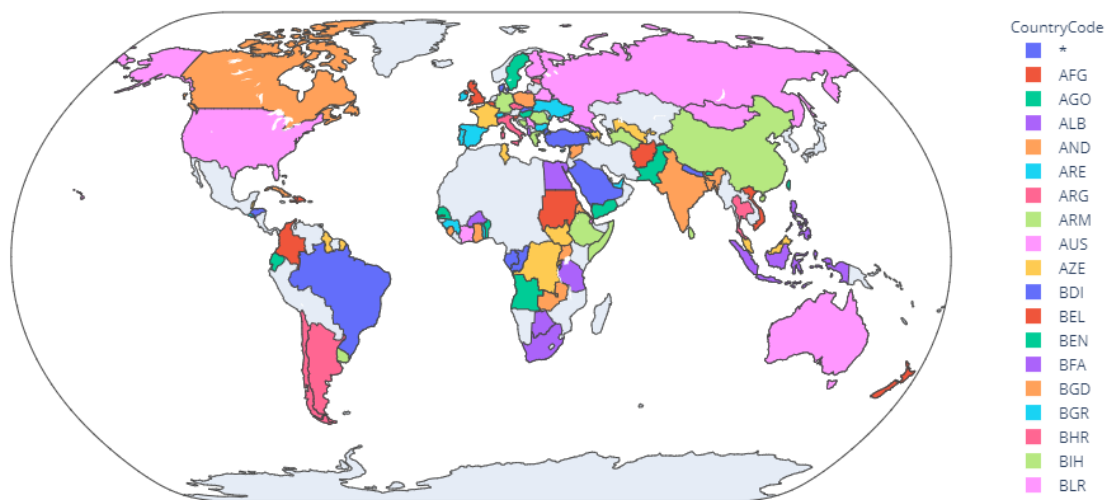 CountryCode
*
AFG
AGO
ALB
AND
ARE
ARG
ARM
AUS
AZE
BDI
BEL
BEN
BFA
BGD
BGR
BHR
BIH
BLR